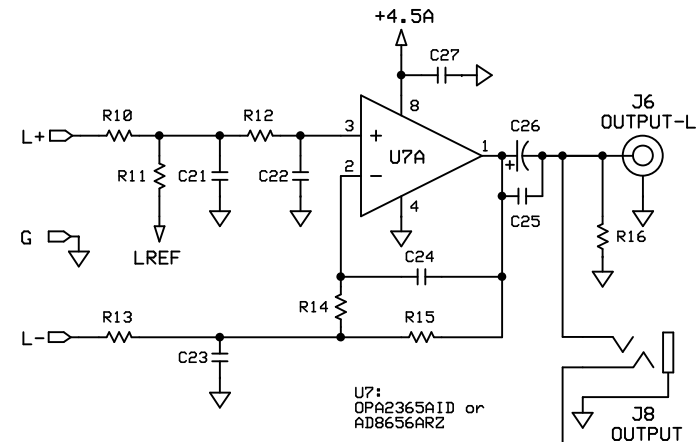 +4.5A
C27
J6
OUTPUT-L
R10
R12
8
C26
3
+
1
L+
U7A
+
2
−
R11
C21
C22
4
C25
G
LREF
R16
C24
R14
R13
R15
L-
C23
U7:
OPA2365AID or
AD8656ARZ
J8
OUTPUT